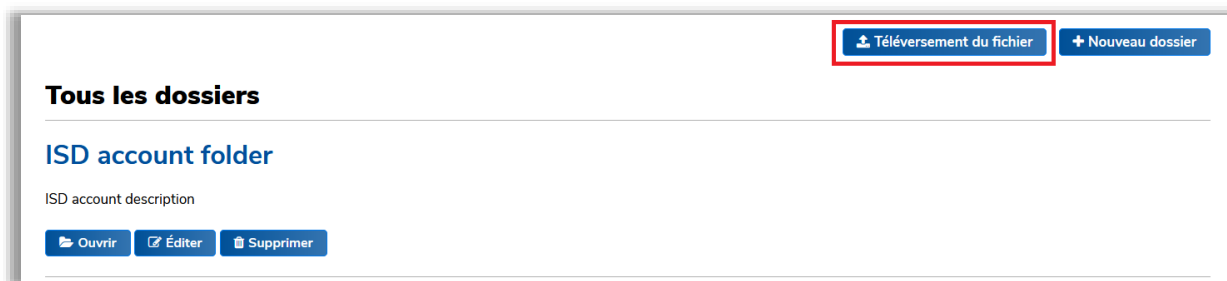 Téléversement du fichier
Nouveau dossier
Tous les dossiers
ISD account folder
ISD account description
Ouvrir
Éditer
Supprimer